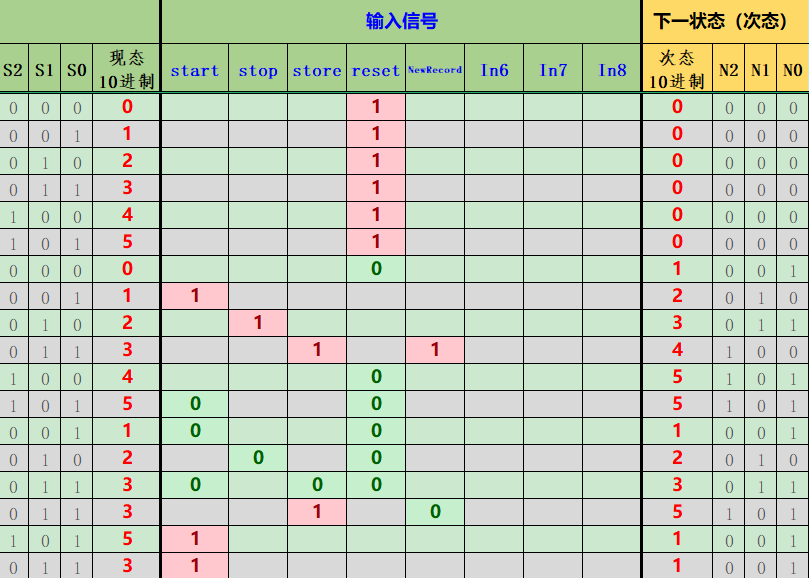 输入信号 下一状态（次态）
S2 S1 S0 现态 10进制 start stop store reset NewRecord In6 In7 In8 次态 10进制 N2 N1 N0
0 0 0 0 1 0 0 0 0
0 0 1 1 1 0 0 0 0
0 1 0 2 1 0 0 0 0
0 1 1 3 1 0 0 0 0
1 0 0 4 1 0 0 0 0
1 0 1 5 1 0 0 0 0
0 0 0 0 0 1 0 0 1
0 0 1 1 1 2 0 1 0
0 1 0 2 1 3 0 1 1
0 1 1 3 1 1 4 1 0 0
1 0 0 4 0 5 1 0 1
1 0 1 5 0 0 5 1 0 1
0 0 1 1 0 0 1 0 0 1
0 1 0 2 0 0 2 0 1 0
0 1 1 3 0 0 0 3 0 1 1
0 1 1 3 1 0 5 1 0 1
1 0 1 5 1 1 0 0 1
0 1 1 3 1 1 0 0 1